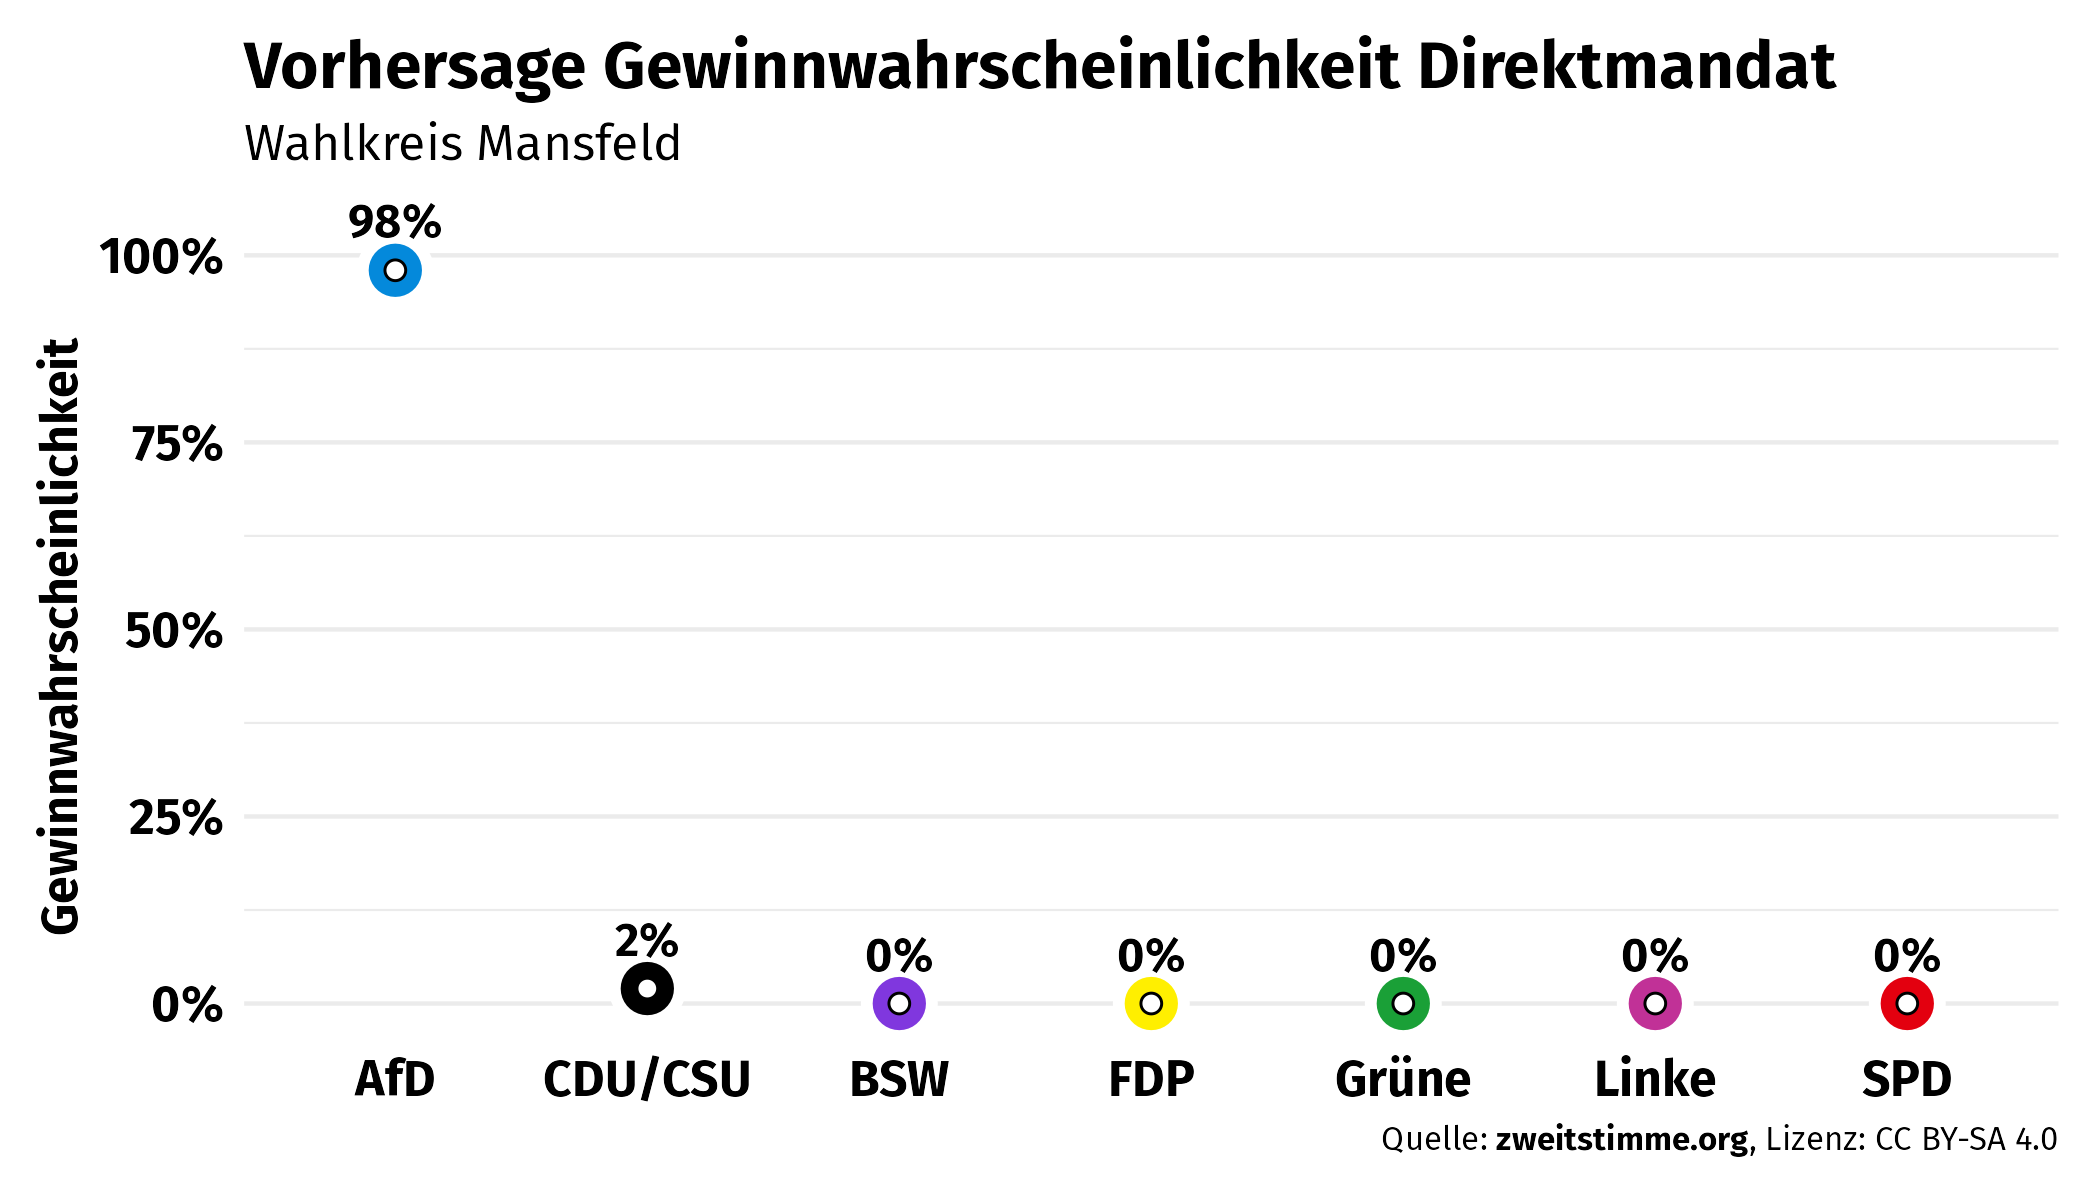 Vorhersage Gewinnwahrscheinlichkeit Direktmandat
Wahlkreis Mansfeld
Gewinnwahrscheinlichkeit
100%
75%
50%
25%
0%
98%
2%
0%
0%
0%
0%
0%
AfD
CDU/CSU
BSW
FDP
Grüne
Linke
SPD
Quelle: zweitstimme.org, Lizenz: CC BY-SA 4.0